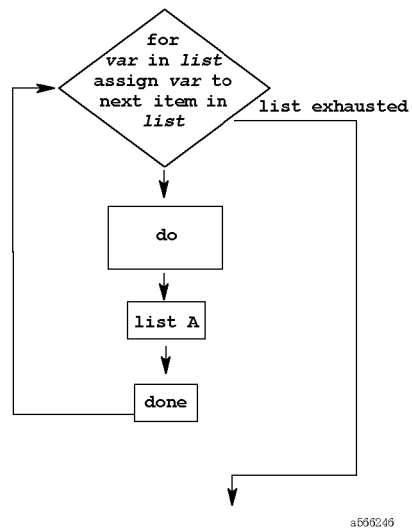 for
var in list
assign var to
next item in
list
list exhausted
do
list A
done
a566246